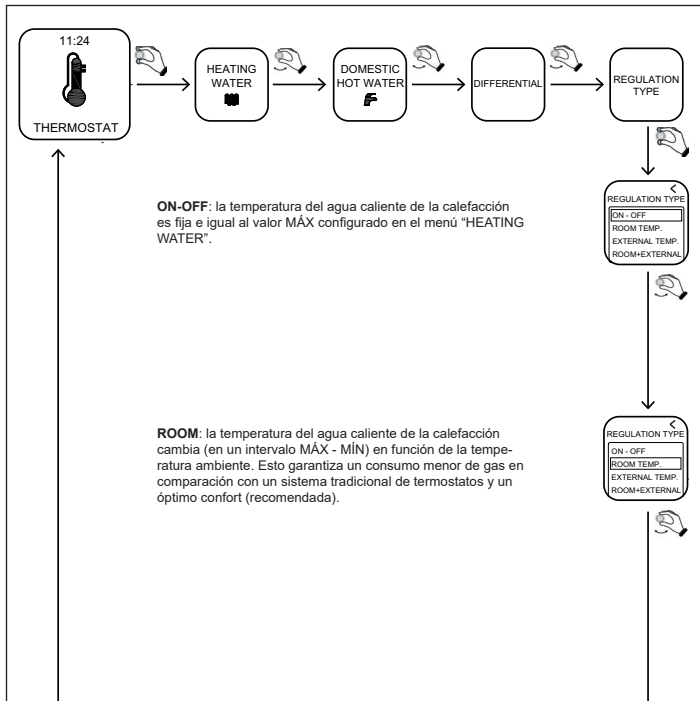 11:24
THERMOSTAT
HEATING
WATER
DOMESTIC
HOT WATER
DIFFERENTIAL
REGULATION
TYPE
ON-OFF: la temperatura del agua caliente de la calefacción
es fija e igual al valor MÁX configurado en el menú “HEATING
WATER”.
<
REGULATION TYPE
ON - OFF
ROOM TEMP.
EXTERNAL TEMP.
ROOM+EXTERNAL
ROOM: la temperatura del agua caliente de la calefacción
cambia (en un intervalo MÁX - MÍN) en función de la tempe-
ratura ambiente. Esto garantiza un consumo menor de gas en
comparación con un sistema tradicional de termostatos y un
óptimo confort (recomendada).
<
REGULATION TYPE
ON - OFF
ROOM TEMP.
EXTERNAL TEMP.
ROOM+EXTERNAL